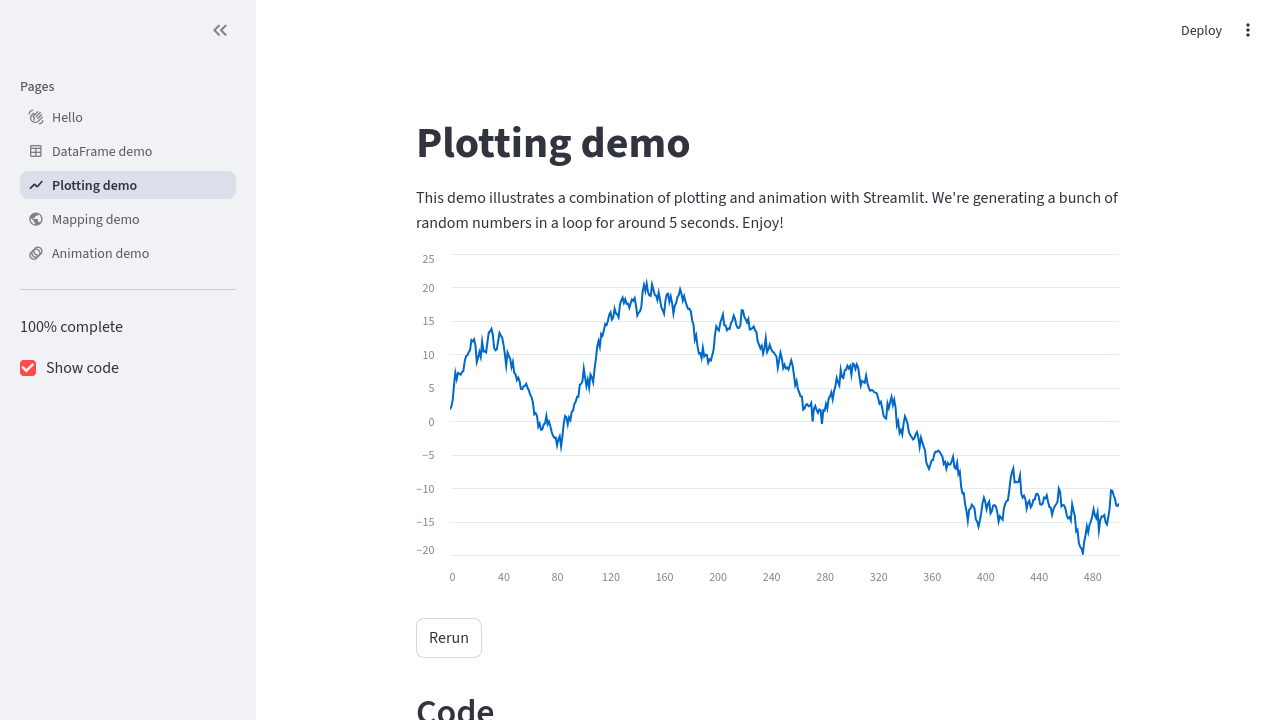 Deploy
Pages
Hello
DataFrame demo
Plotting demo
Mapping demo
Animation demo
100% complete
Show code
Plotting demo
This demo illustrates a combination of plotting and animation with Streamlit. We're generating a bunch of
random numbers in a loop for around 5 seconds. Enjoy!
25
20
15
10
5
0
−5
−10
−15
−20
0 40 80 120 160 200 240 280 320 360 400 440 480
Rerun
Code